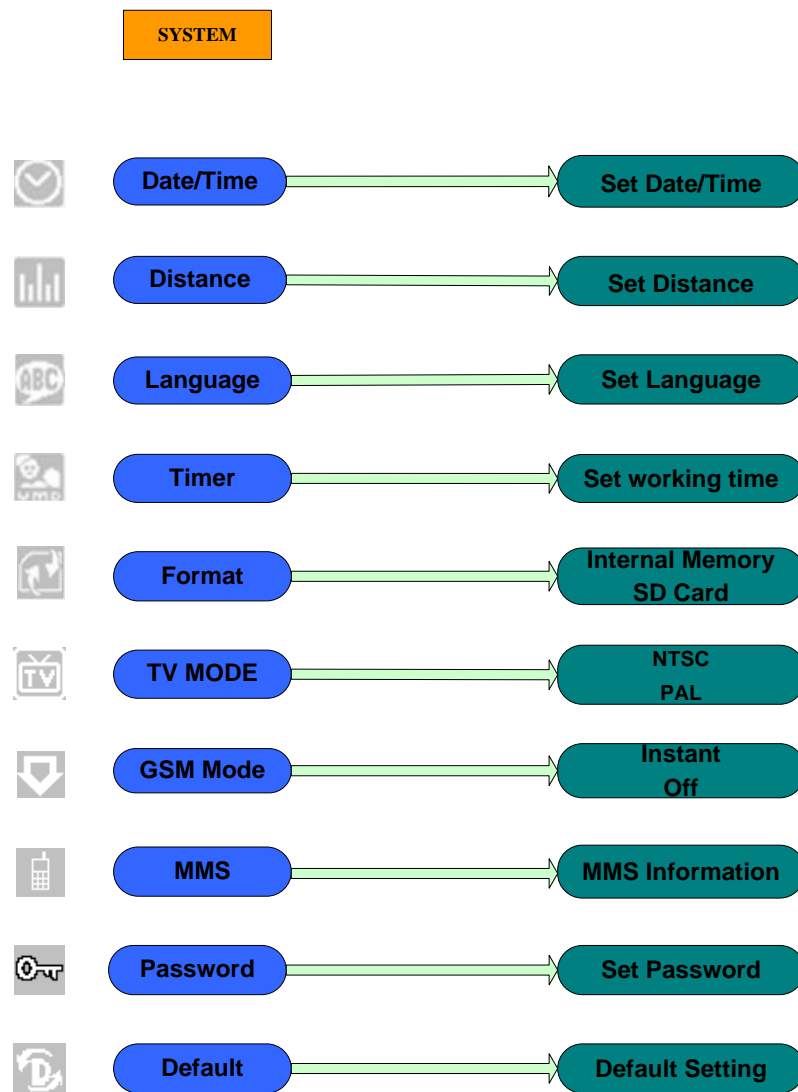 SYSTEM
Date/Time
Set Date/Time
Distance
Set Distance
ABC
Language
Set Language
Timer
Set working time
Format
Internal Memory
SD Card
TV
TV MODE
NTSC
PAL
GSM Mode
Instant
Off
MMS
MMS Information
Password
Set Password
D
Default
Default Setting